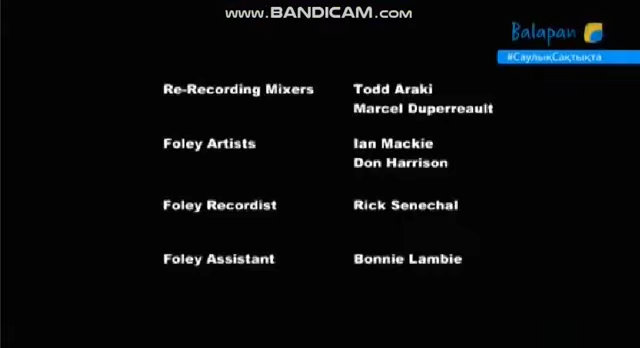 www.BANDICAM.com
Balapan
#СаулықСақтықта
Re-Recording Mixers Todd Araki
Marcel Duperreault
Foley Artists Ian Mackie
Don Harrison
Foley Recordist Rick Senechal
Foley Assistant Bonnie Lambie